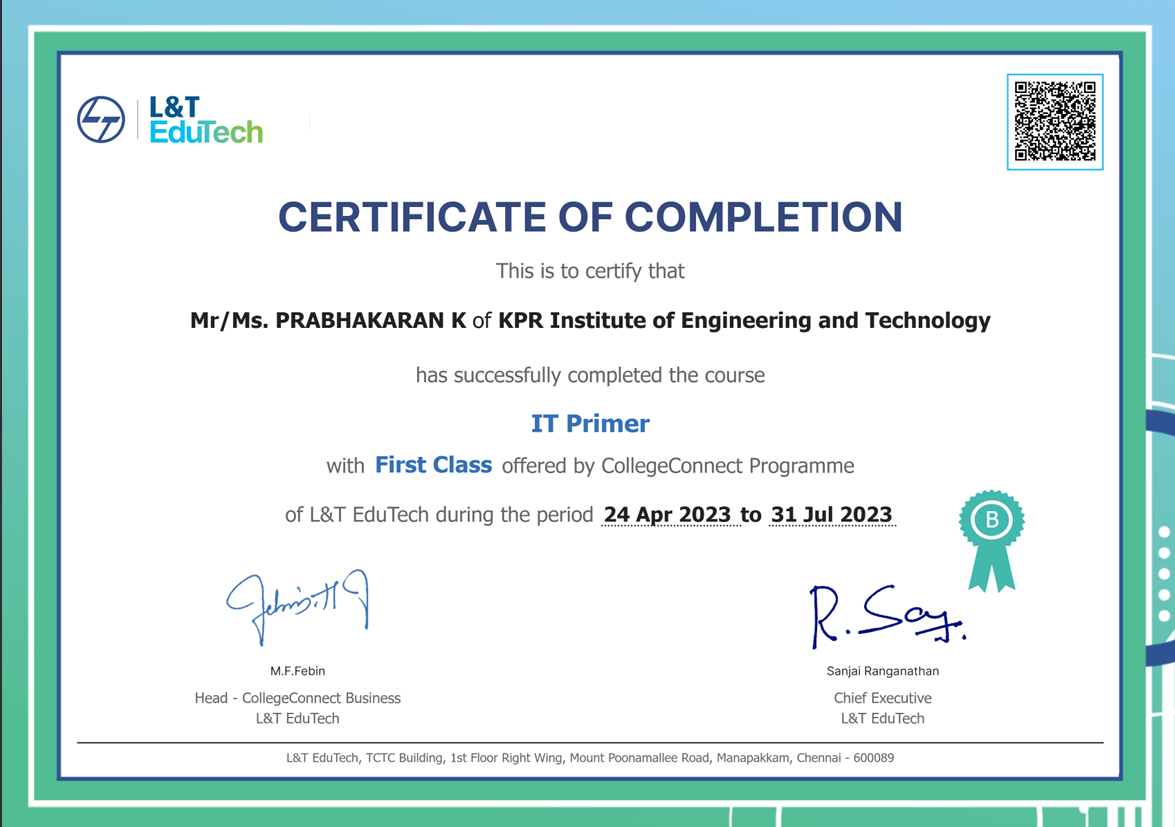 L&T
EduTech
CERTIFICATE OF COMPLETION
This is to certify that
Mr/Ms. PRABHAKARAN K of KPR Institute of Engineering and Technology
has successfully completed the course
IT Primer
with First Class offered by CollegeConnect Programme
of L&T EduTech during the period 24 Apr 2023 to 31 Jul 2023
B
R. Say.
M.F.Febin
Head - CollegeConnect Business
L&T EduTech
Sanjai Ranganathan
Chief Executive
L&T EduTech
L&T EduTech, TCTC Building, 1st Floor Right Wing, Mount Poonamallee Road, Manapakkam, Chennai - 600089